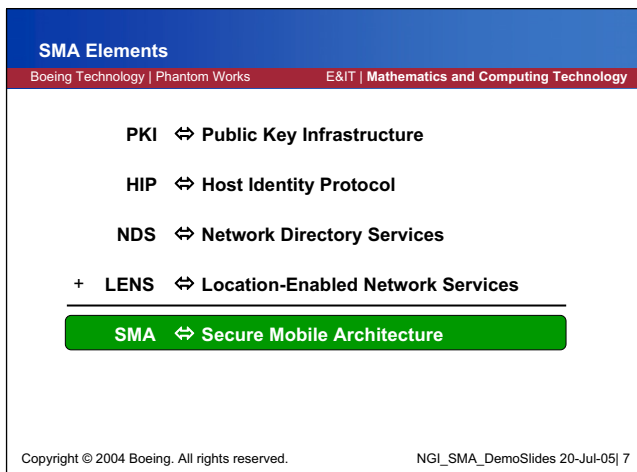 SMA Elements
Boeing Technology | Phantom Works E&IT | Mathematics and Computing Technology
PKI ⇔ Public Key Infrastructure
HIP ⇔ Host Identity Protocol
NDS ⇔ Network Directory Services
+ LENS ⇔ Location-Enabled Network Services
SMA ⇔ Secure Mobile Architecture
Copyright © 2004 Boeing. All rights reserved. NGI_SMA_DemoSlides 20-Jul-05| 7